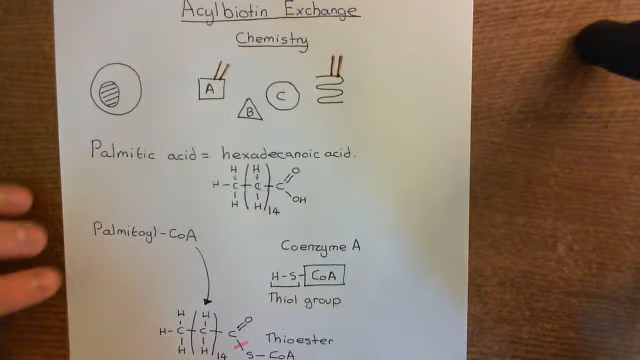 Acylbiotin Exchange
Chemistry
A
B
C
Palmitic acid = hexadecanoic acid.
H H O
H-C-(C-)C
H H 14 OH
Palmitoyl-CoA
Coenzyme A
H-S-CoA
Thiol group
H H O
H-C-(C-)C
H H 14 S-CoA
Thioester